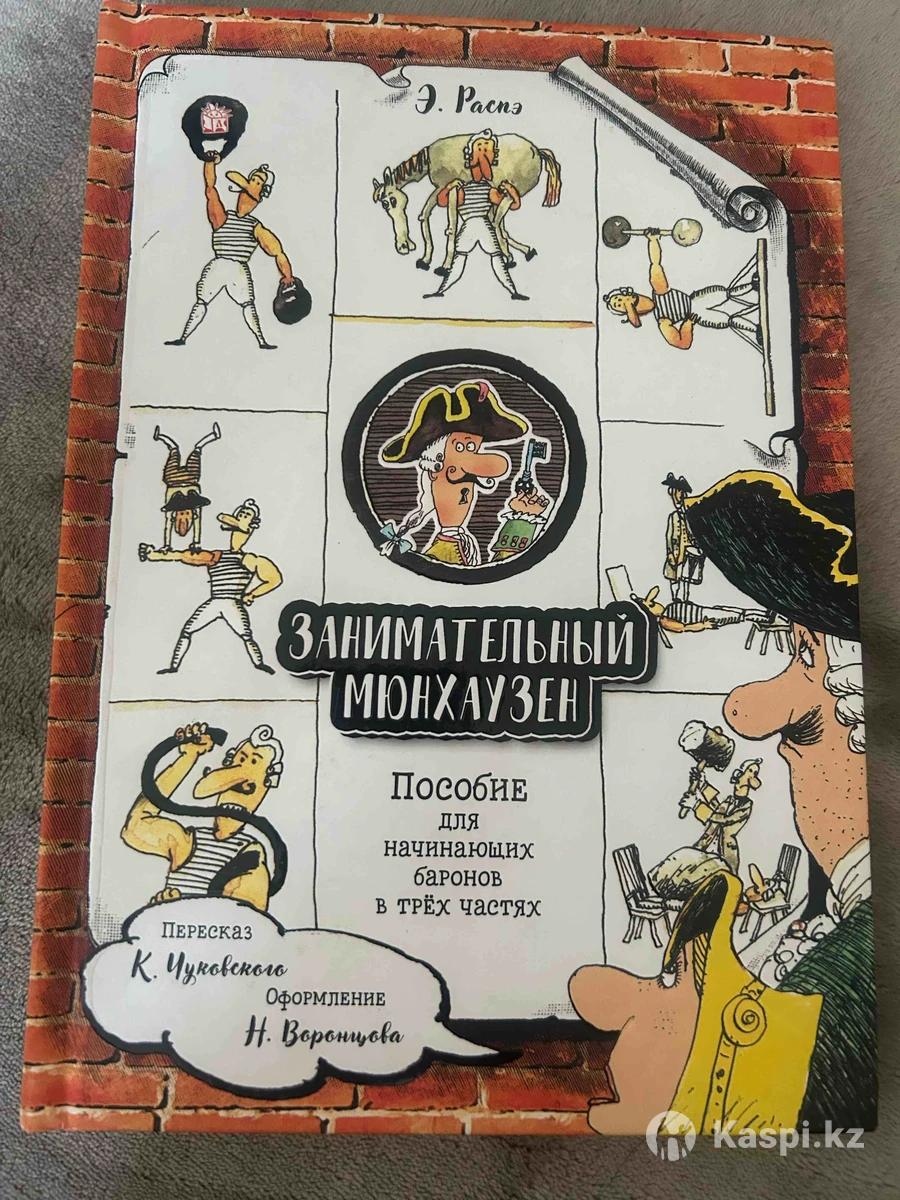 Э. Распэ
ЗАНИМАТЕЛЬНЫЙ
МЮНХАУЗЕН
Пособие
для
начинающих
баронов
в трёх частях
Пересказ
К. Чуковского
Оформление
Н. Воронцова
Kaspi.kz